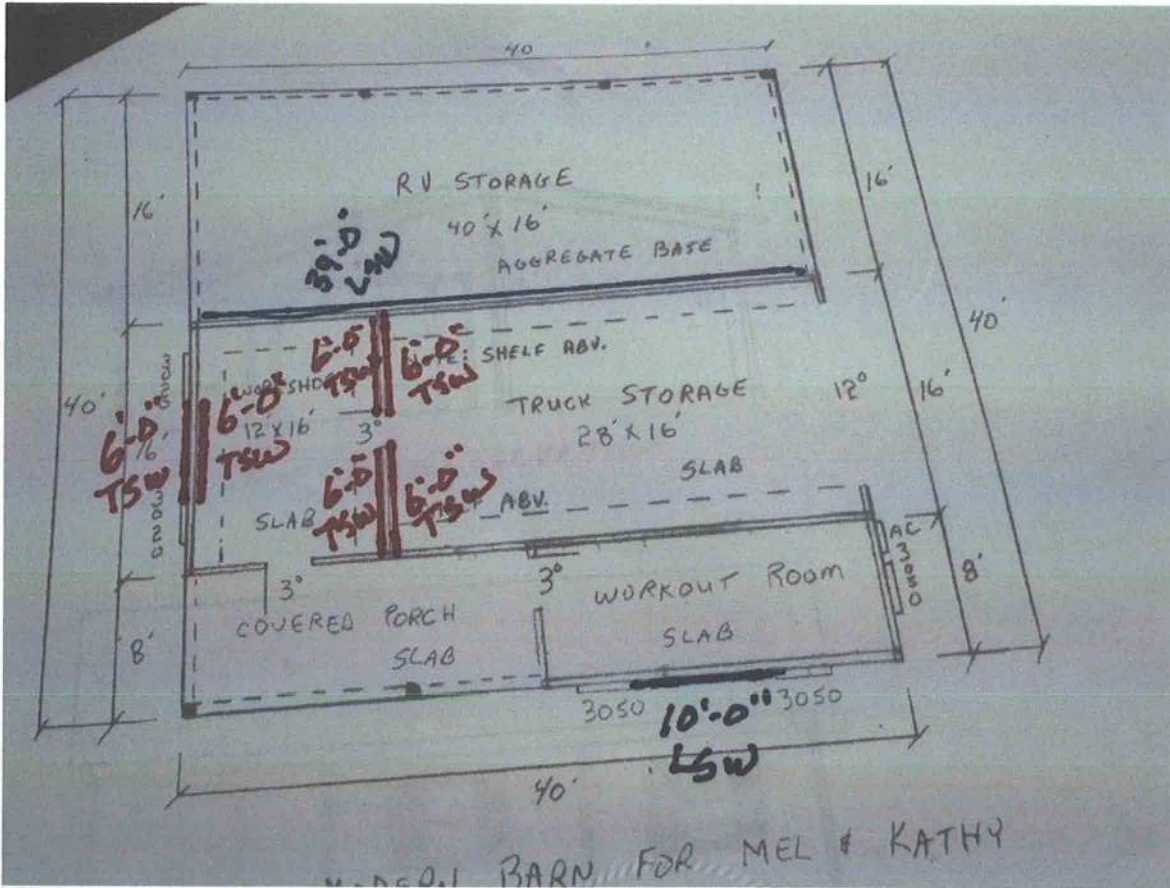 40
RV STORAGE
40' X 16'
AGGREGATE BASE
16'
16'
40'
39'-0"
LSW
SHELF ABV.
6'-0"
TSW
6'-0"
TSW
TRUCK STORAGE
28' X 16'
SLAB
12°
16'
40'
6'-0"
TSW
6'-0"
TSW
12 X 16'
3°
16'
3020
SLAB
6'-0"
TSW
6'-0"
TSW
ABV.
3°
COVERED PORCH
SLAB
8'
3°
WORKOUT ROOM
SLAB
AC
3050
8'
3050
3050
10'-0"
LSW
40'
MODERN BARN FOR MEL & KATHY